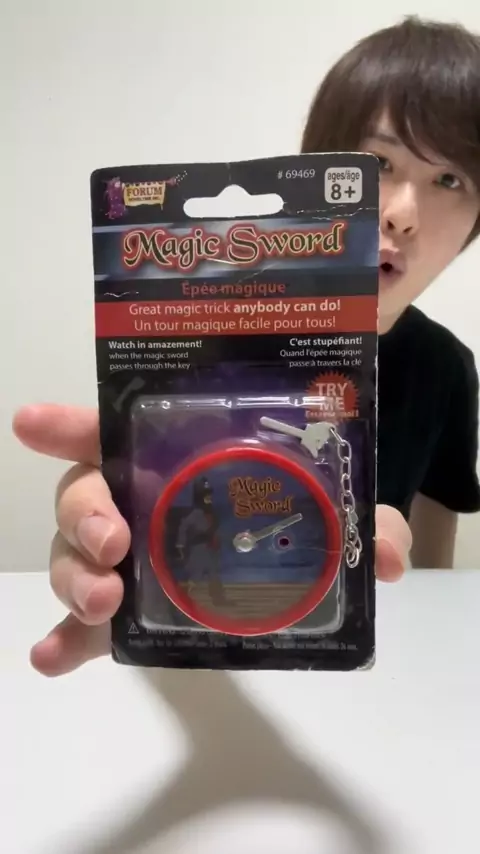 # 69469
ages/âge
8+
FORUM
NOVELTIES INC.
Magic Sword
Épée magique
Great magic trick anybody can do!
Un tour magique facile pour tous!
Watch in amazement!
when the magic sword
passes through the key
C'est stupéfiant!
Quand l'épée magique
passe à travers la clé
TRY
ME
Magic
Sword